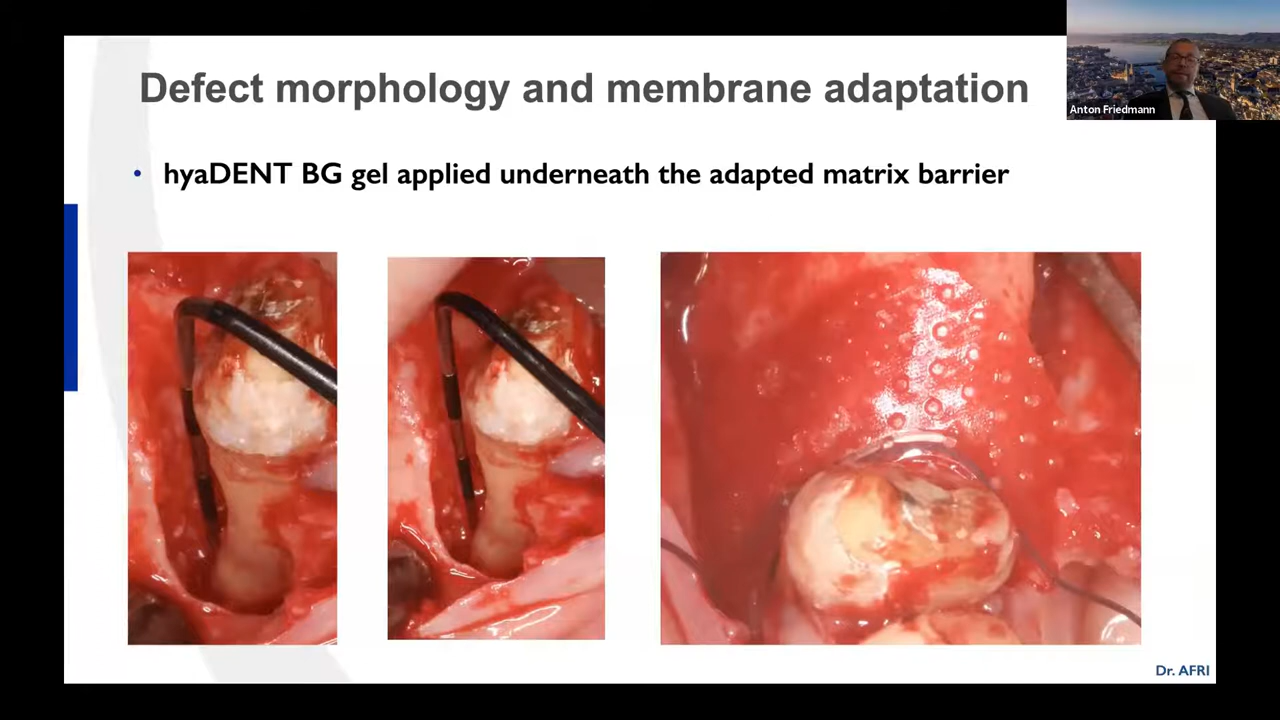 Defect morphology and membrane adaptation
Anton Friedmann
• hyaDENT BG gel applied underneath the adapted matrix barrier
Dr. AFRI